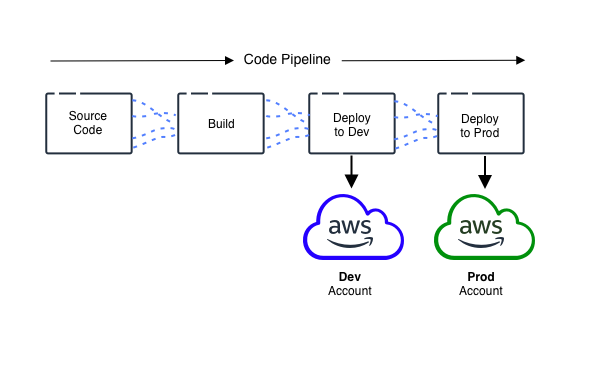 Code Pipeline
Source
Code
Build
Deploy
to Dev
Deploy
to Prod
aws
aws
Dev
Account
Prod
Account